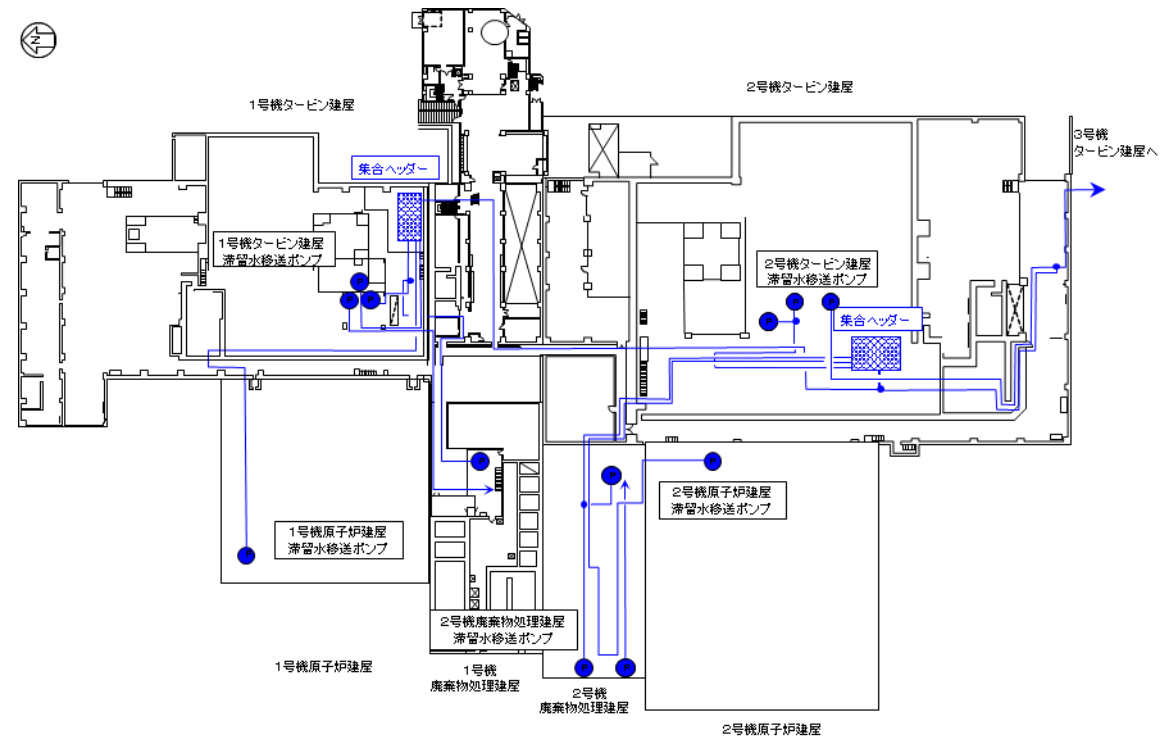 N
2号機タービン建屋
1号機タービン建屋
3号機
タービン建屋へ
集合ヘッダー
1号機タービン建屋
滞留水移送ポンプ
2号機タービン建屋
滞留水移送ポンプ
P
P
P
P
P
P
集合ヘッダー
P
P
P
2号機原子炉建屋
滞留水移送ポンプ
1号機原子炉建屋
滞留水移送ポンプ
P
2号機廃棄物処理建屋
滞留水移送ポンプ
P
P
1号機原子炉建屋
1号機
廃棄物処理建屋
2号機
廃棄物処理建屋
2号機原子炉建屋